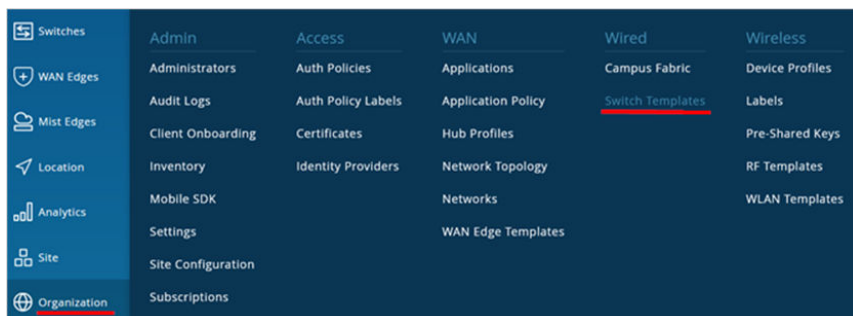 Switches
WAN Edges
Mist Edges
Location
Analytics
Site
Organization
Admin
Administrators
Audit Logs
Client Onboarding
Inventory
Mobile SDK
Settings
Site Configuration
Subscriptions
Access
Auth Policies
Auth Policy Labels
Certificates
Identity Providers
WAN
Applications
Application Policy
Hub Profiles
Network Topology
Networks
WAN Edge Templates
Wired
Campus Fabric
Switch Templates
Wireless
Device Profiles
Labels
Pre-Shared Keys
RF Templates
WLAN Templates